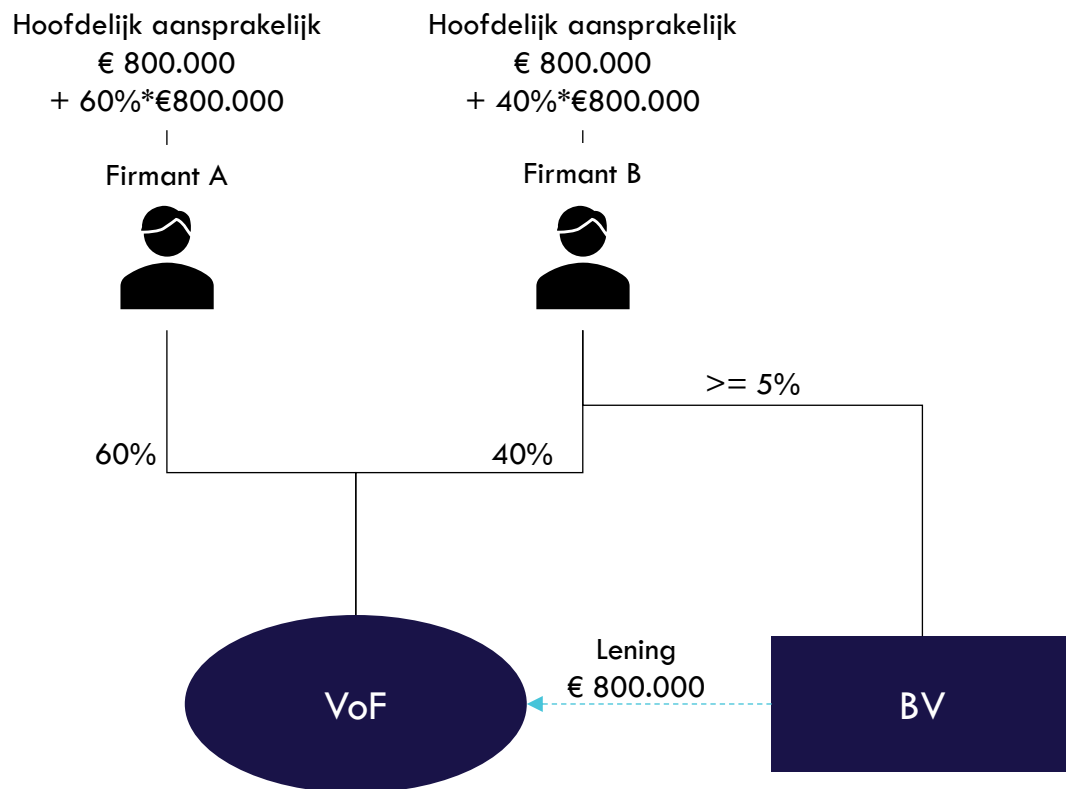 Hoofdelijk aansprakelijk
€ 800.000
+ 60%*€800.000
Hoofdelijk aansprakelijk
€ 800.000
+ 40%*€800.000
Firmant A
Firmant B
>= 5%
60%
40%
Lening
€ 800.000
VoF
BV